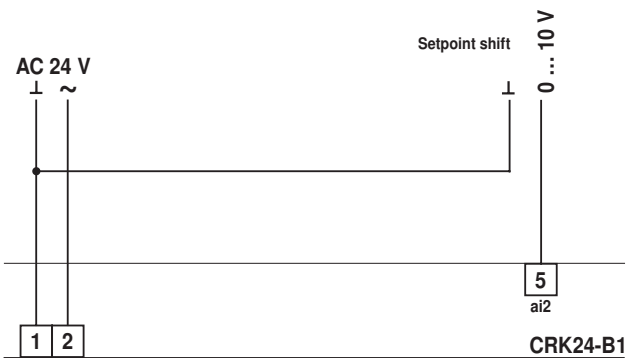 Setpoint shift
0 ... 10 V
AC 24 V
⊥ ~
⊥
5
ai2
1 2
CRK24-B1